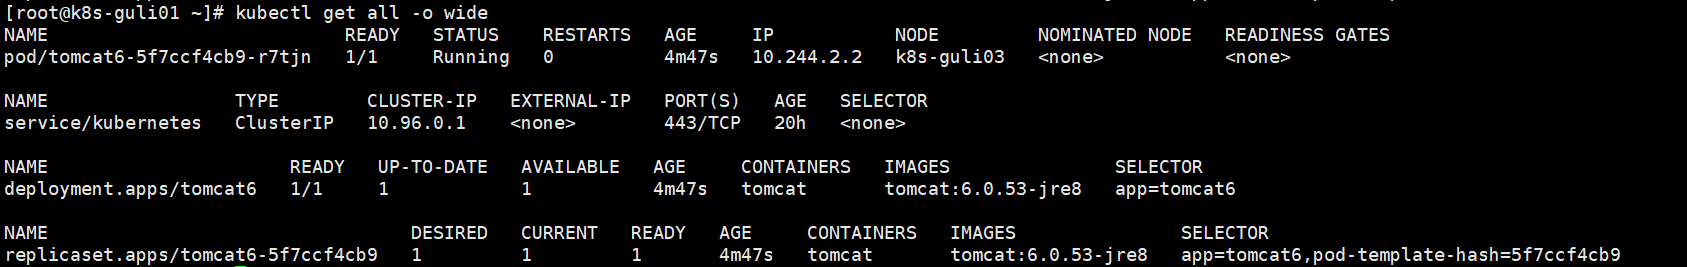 [root@k8s-guli01 ~]# kubectl get all -o wide
NAME                           READY   STATUS    RESTARTS   AGE     IP           NODE         NOMINATED NODE   READINESS GATES
pod/tomcat6-5f7ccf4cb9-r7tjn   1/1     Running   0          4m47s   10.244.2.2   k8s-guli03   <none>           <none>

NAME                 TYPE        CLUSTER-IP   EXTERNAL-IP   PORT(S)   AGE   SELECTOR
service/kubernetes   ClusterIP   10.96.0.1    <none>        443/TCP   20h   <none>

NAME                      READY   UP-TO-DATE   AVAILABLE   AGE     CONTAINERS   IMAGES               SELECTOR
deployment.apps/tomcat6   1/1     1            1           4m47s   tomcat       tomcat:6.0.53-jre8   app=tomcat6

NAME                                 DESIRED   CURRENT   READY   AGE     CONTAINERS   IMAGES               SELECTOR
replicaset.apps/tomcat6-5f7ccf4cb9   1         1         1       4m47s   tomcat       tomcat:6.0.53-jre8   app=tomcat6,pod-template-hash=5f7ccf4cb9